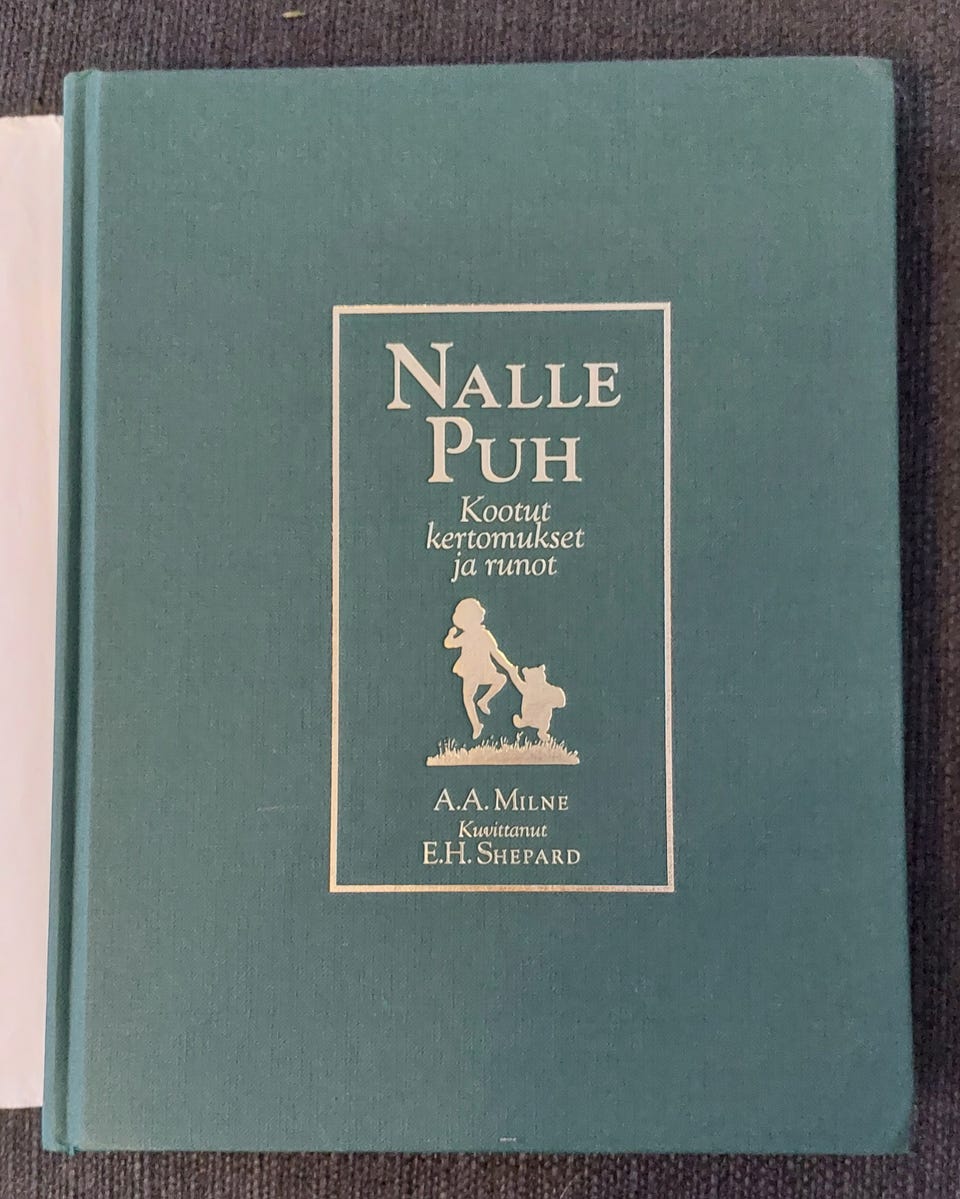 NALLE
PUH
Kootut
kertomukset
ja runot
A.A. MILNE
Kuvittanut
E.H. SHEPARD